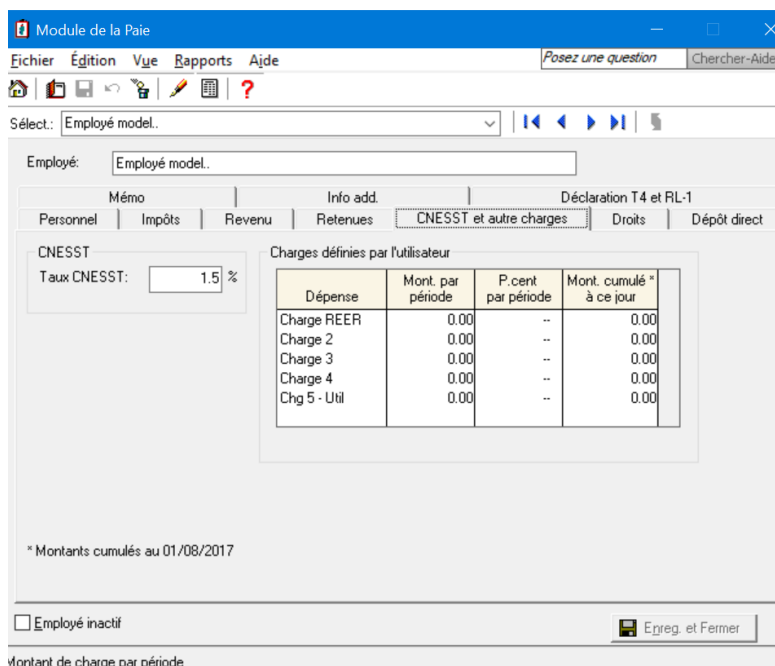 Module de la Paie
Fichier Édition Vue Rapports Aide Posez une question Chercher-Aide
?
Sélect.: Employé model..
Employé: Employé model..
Mémo Info add. Déclaration T4 et RL-1
Personnel Impôts Revenu Retenues CNESST et autre charges Droits Dépôt direct
CNESST Charges définies par l'utilisateur
Taux CNESST: 1.5 %
Dépense Mont. par période P.cent par période Mont. cumulé * à ce jour
Charge REER 0.00 -- 0.00
Charge 2 0.00 -- 0.00
Charge 3 0.00 -- 0.00
Charge 4 0.00 -- 0.00
Chg 5 - Util 0.00 -- 0.00
* Montants cumulés au 01/08/2017
Employé inactif Enreg. et Fermer
Montant de charge par période